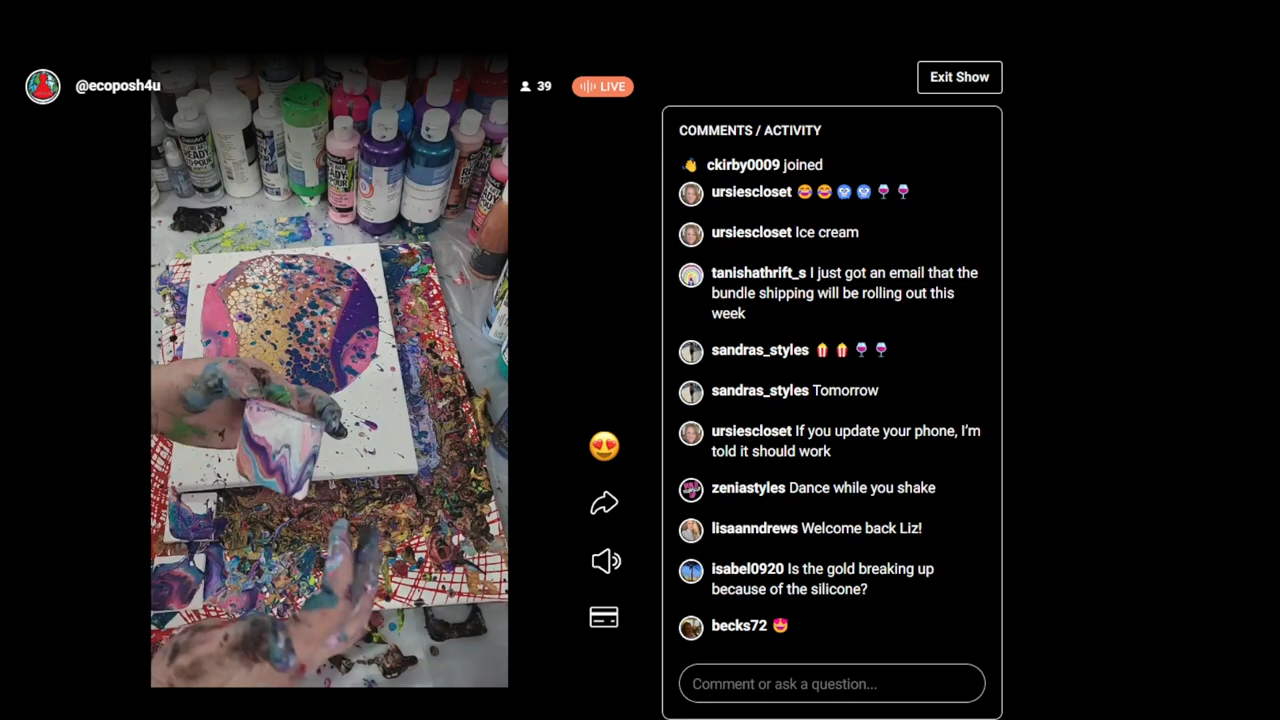 @ecoposh4u
39
LIVE
Exit Show
COMMENTS / ACTIVITY
ckirby0009 joined
ursiescloset
ursiescloset Ice cream
tanishathrift_s I just got an email that the
bundle shipping will be rolling out this
week
sandras_styles
sandras_styles Tomorrow
ursiescloset If you update your phone, I'm
told it should work
zeniastyles Dance while you shake
lisaanndrews Welcome back Liz!
isabel0920 Is the gold breaking up
because of the silicone?
becks72
Comment or ask a question...
READY
POUR